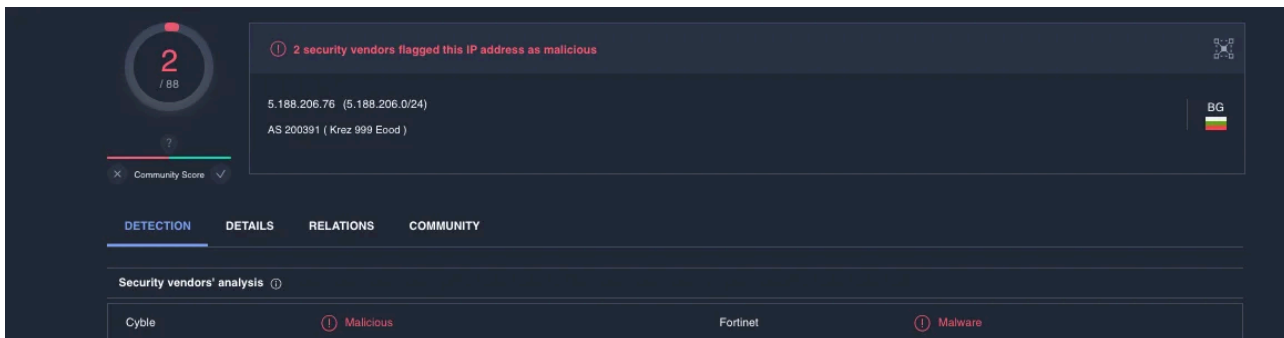 2
/ 88
?
Community Score
2 security vendors flagged this IP address as malicious
5.188.206.76 (5.188.206.0/24)
AS 200391 ( Krez 999 Eood )
BG
DETECTION DETAILS RELATIONS COMMUNITY
Security vendors' analysis
Cyble Malicious Fortinet Malware